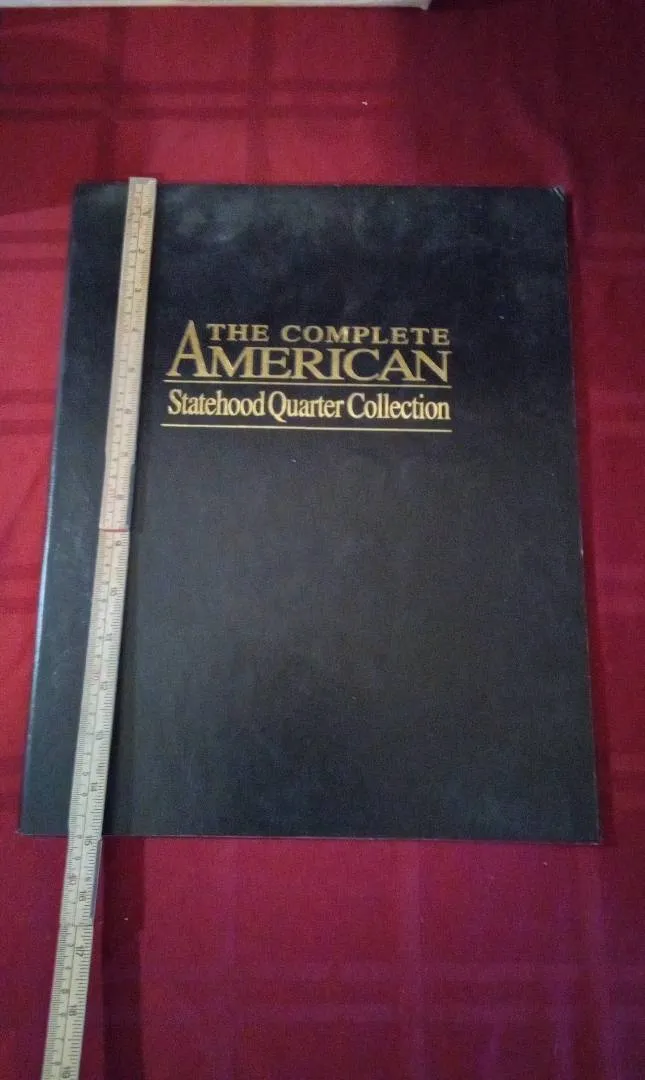 THE COMPLETE
AMERICAN
Statehood Quarter Collection